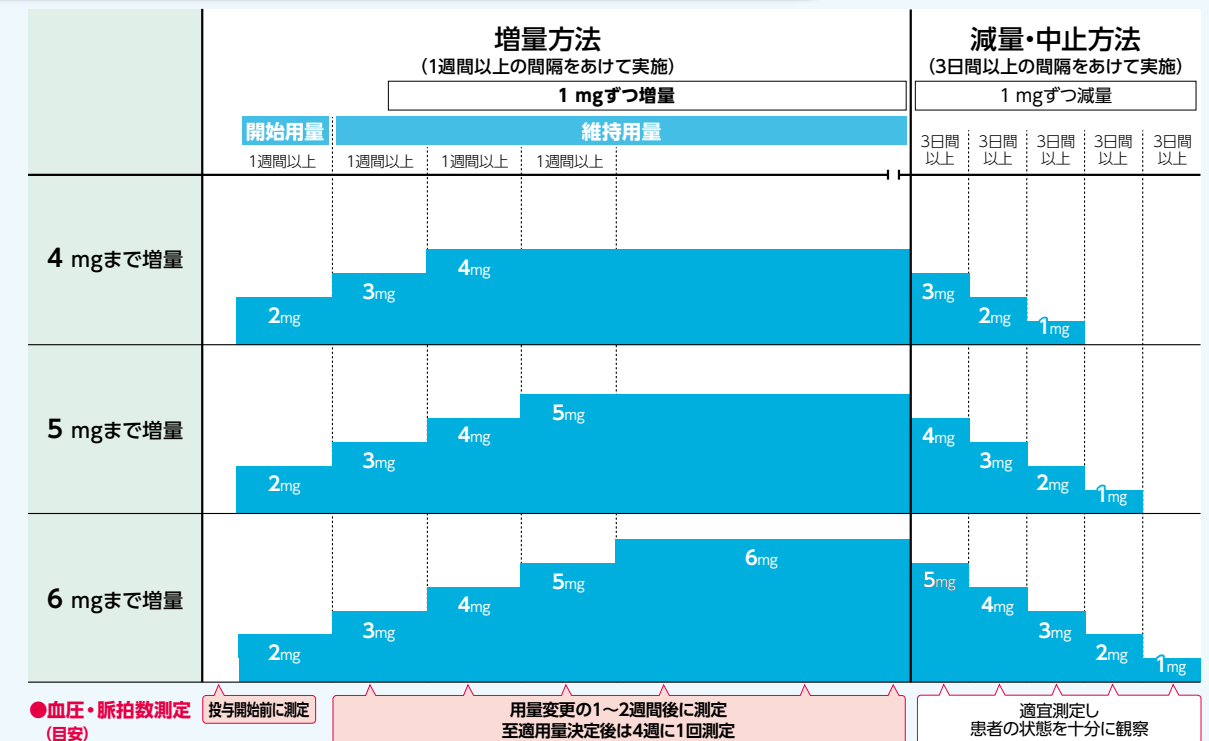 増量方法
(1週間以上の間隔をあけて実施)
1 mgずつ増量
開始用量
維持用量
1週間以上
1週間以上
1週間以上
1週間以上
減量・中止方法
(3日間以上の間隔をあけて実施)
1 mgずつ減量
3日間
以上
3日間
以上
3日間
以上
3日間
以上
3日間
以上
4 mgまで増量
2mg
3mg
4mg
3mg
2mg
1mg
5 mgまで増量
2mg
3mg
4mg
5mg
4mg
3mg
2mg
1mg
6 mgまで増量
2mg
3mg
4mg
5mg
6mg
5mg
4mg
3mg
2mg
1mg
●血圧・脈拍数測定
(目安)
投与開始前に測定
用量変更の1~2週間後に測定
至適用量決定後は4週に1回測定
適宜測定し
患者の状態を十分に観察